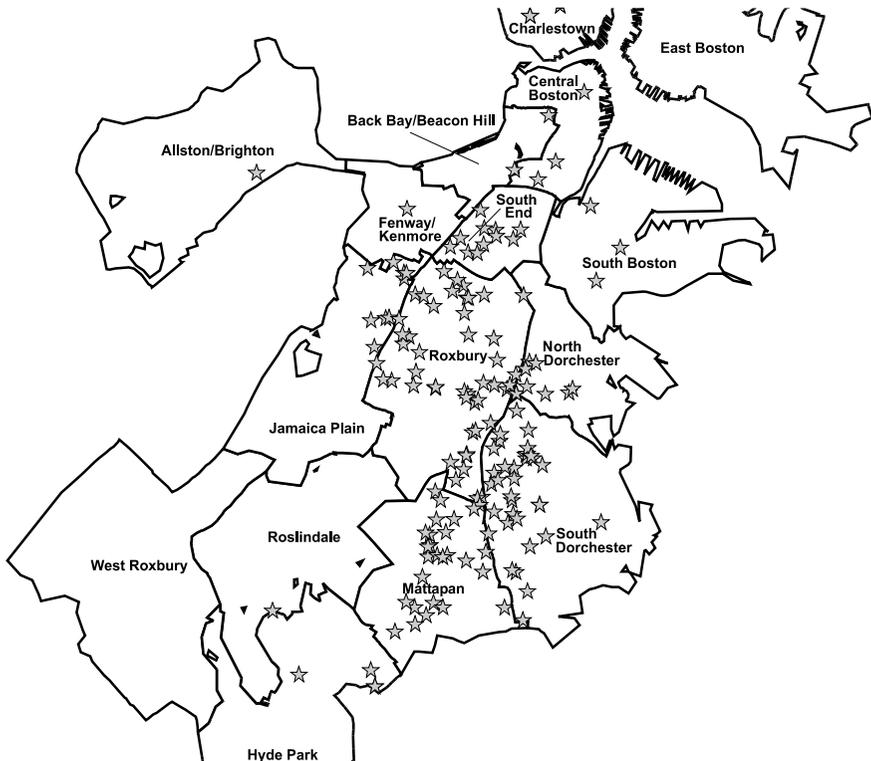 Charlestown
East Boston
Central
Boston
Back Bay/Beacon Hill
Allston/Brighton
South
End
Fenway/
Kenmore
South Boston
North
Dorchester
Roxbury
Jamaica Plain
Roslindale
South
Dorchester
West Roxbury
Mattapan
Hyde Park